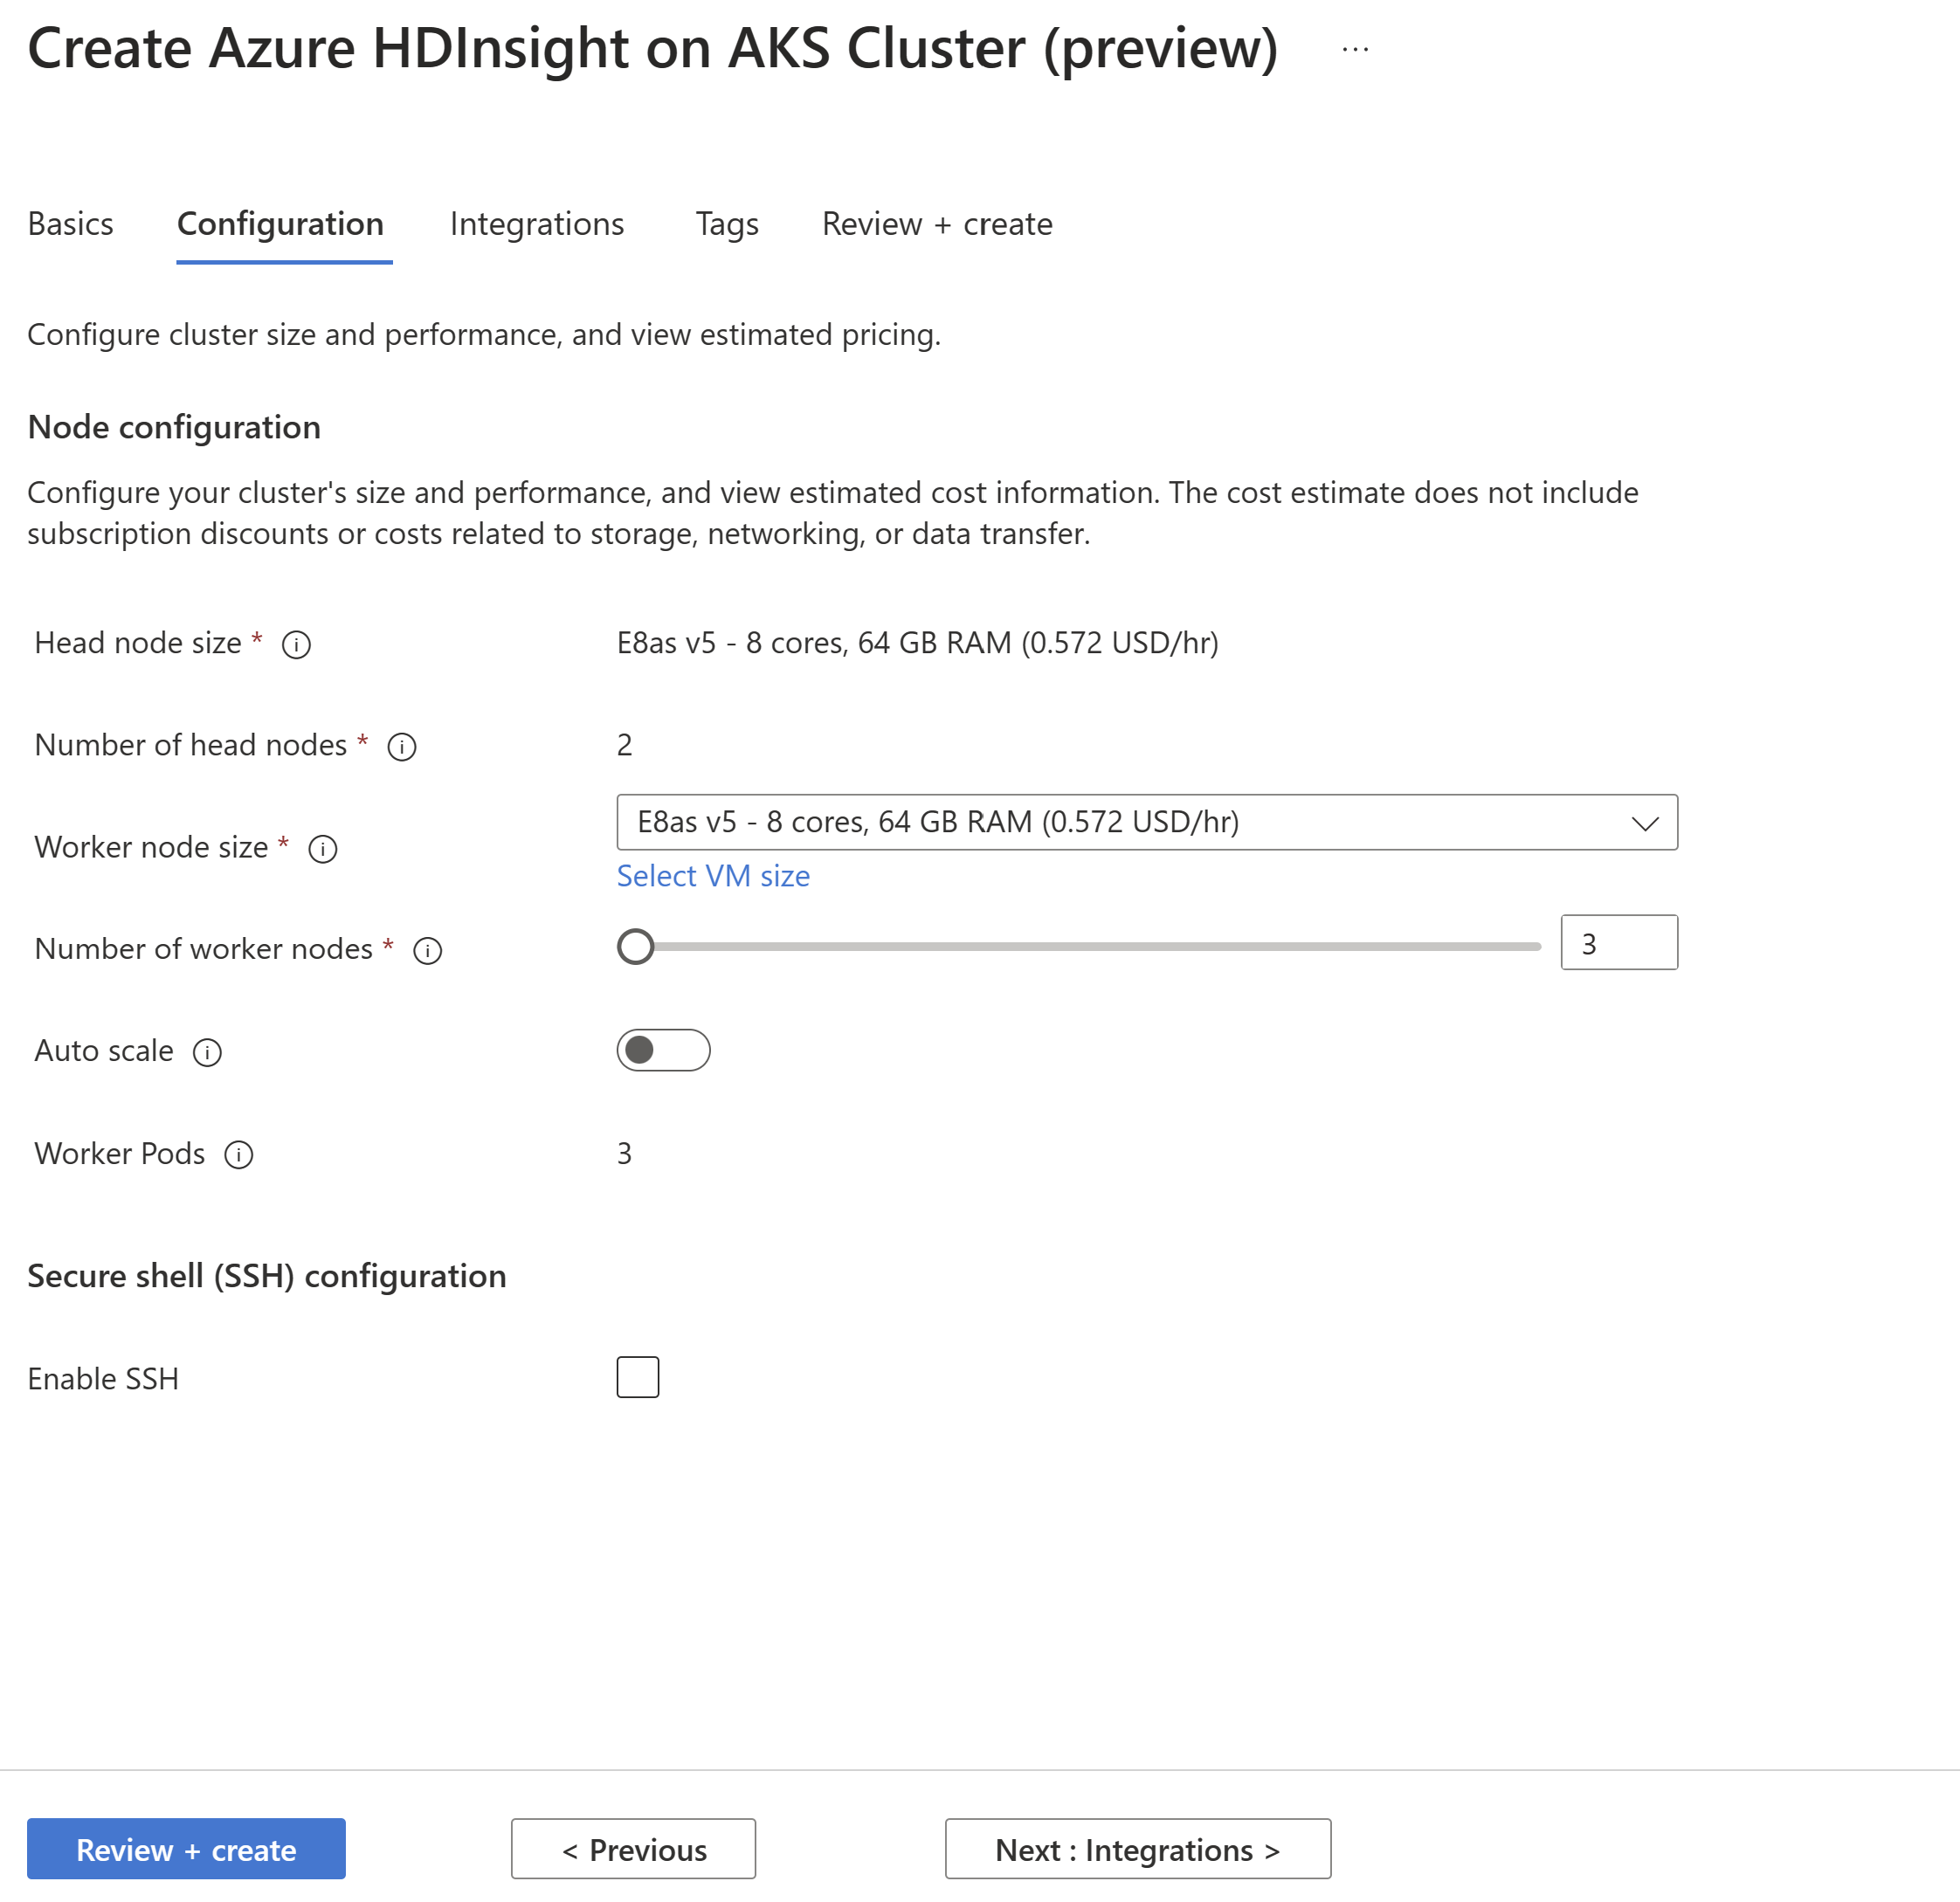 Create Azure HDInsight on AKS Cluster (preview) ...
Basics Configuration Integrations Tags Review + create
Configure cluster size and performance, and view estimated pricing.
Node configuration
Configure your cluster's size and performance, and view estimated cost information. The cost estimate does not include
subscription discounts or costs related to storage, networking, or data transfer.
Head node size * i E8as v5 - 8 cores, 64 GB RAM (0.572 USD/hr)
Number of head nodes * i 2
Worker node size * i E8as v5 - 8 cores, 64 GB RAM (0.572 USD/hr)
Select VM size
Number of worker nodes * i 3
Auto scale i
Worker Pods i 3
Secure shell (SSH) configuration
Enable SSH
Review + create < Previous Next : Integrations >